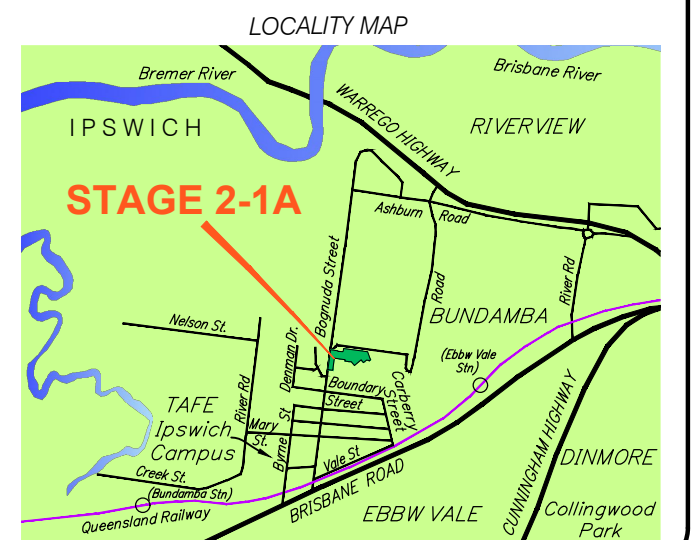 LOCALITY MAP
Bremer River
Brisbane River
IPSWICH
WARREGO HIGHWAY
RIVERVIEW
STAGE 2-1A
Ashburn Road
Bognuda Street
Road
River Rd
BUNDAMBA
Nelson St.
Denman Dr.
(Ebbw Vale
Stn)
Boundary
Street
Carberry
Street
River Rd
TAFE
Ipswich
Campus
Mary
St.
Byrne St
Vale St
Creek St.
(Bundamba Stn)
Queensland Railway
BRISBANE ROAD
EBBW VALE
CUNNINGHAM HIGHWAY
DINMORE
Collingwood
Park